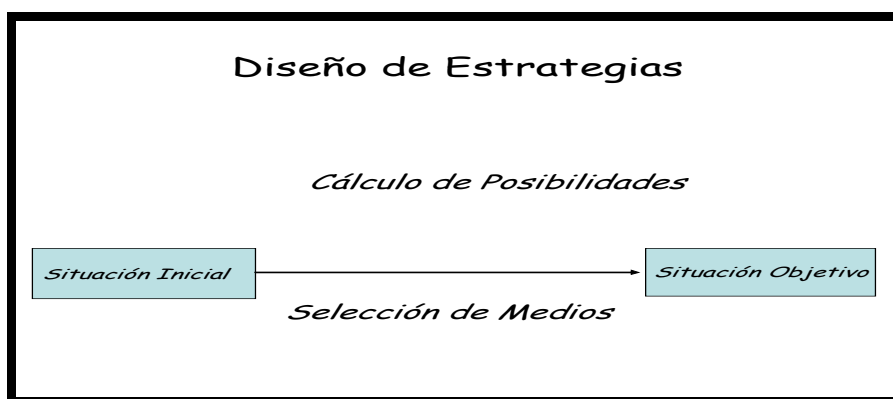 Diseño de Estrategias
Cálculo de Posibilidades
Situación Inicial
Situación Objetivo
Selección de Medios